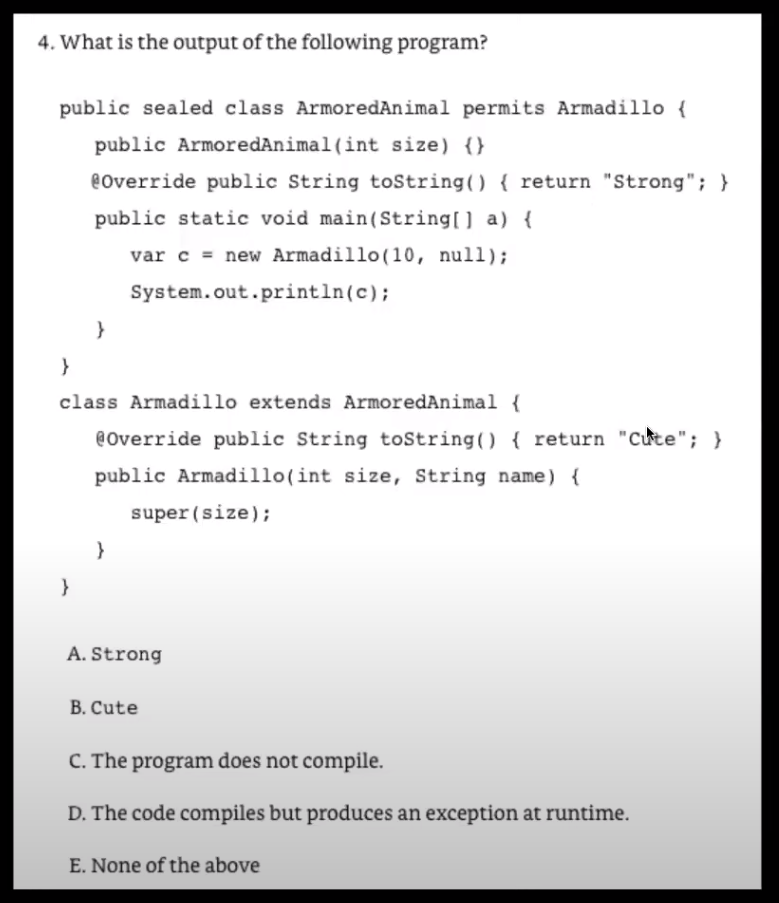 4. What is the output of the following program?
public sealed class ArmoredAnimal permits Armadillo {
public ArmoredAnimal(int size) {}
@Override public String toString() { return "Strong"; }
public static void main(String[] a) {
var c = new Armadillo(10, null);
System.out.println(c);
}
}
class Armadillo extends ArmoredAnimal {
@Override public String toString() { return "Cute"; }
public Armadillo(int size, String name) {
super(size);
}
}
A. Strong
B. Cute
C. The program does not compile.
D. The code compiles but produces an exception at runtime.
E. None of the above